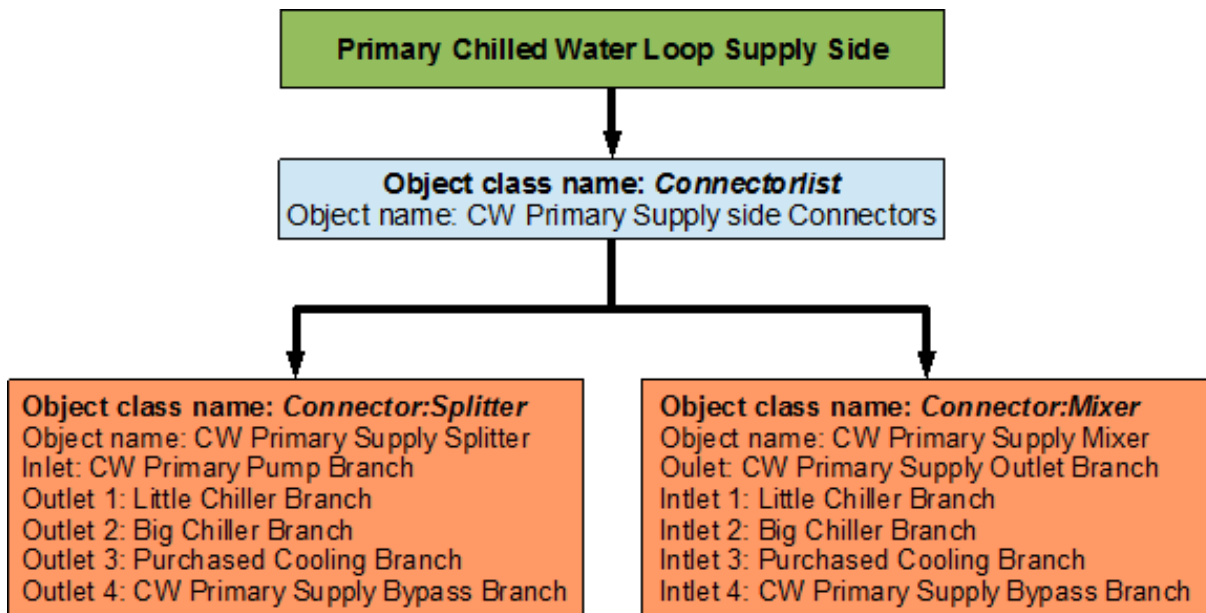 Primary Chilled Water Loop Supply Side
Object class name: Connectorlist
Object name: CW Primary Supply side Connectors
Object class name: Connector:Splitter
Object name: CW Primary Supply Splitter
Inlet: CW Primary Pump Branch
Outlet 1: Little Chiller Branch
Outlet 2: Big Chiller Branch
Outlet 3: Purchased Cooling Branch
Outlet 4: CW Primary Supply Bypass Branch
Object class name: Connector:Mixer
Object name: CW Primary Supply Mixer
Oulet: CW Primary Supply Outlet Branch
Intlet 1: Little Chiller Branch
Intlet 2: Big Chiller Branch
Intlet 3: Purchased Cooling Branch
Intlet 4: CW Primary Supply Bypass Branch